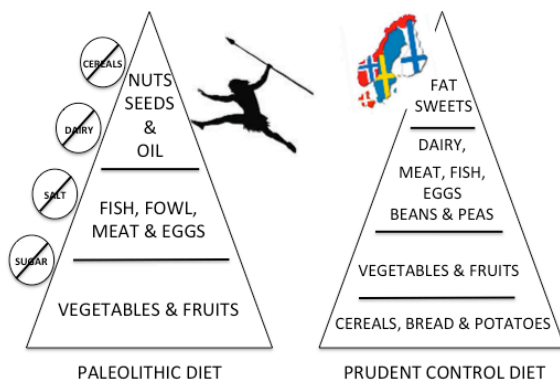 CEREALS
DAIRY
SALT
SUGAR
NUTS
SEEDS
&
OIL
FISH, FOWL,
MEAT & EGGS
VEGETABLES & FRUITS
PALEOLITHIC DIET
FAT
SWEETS
DAIRY,
MEAT, FISH,
EGGS
BEANS & PEAS
VEGETABLES & FRUITS
CEREALS, BREAD & POTATOES
PRUDENT CONTROL DIET